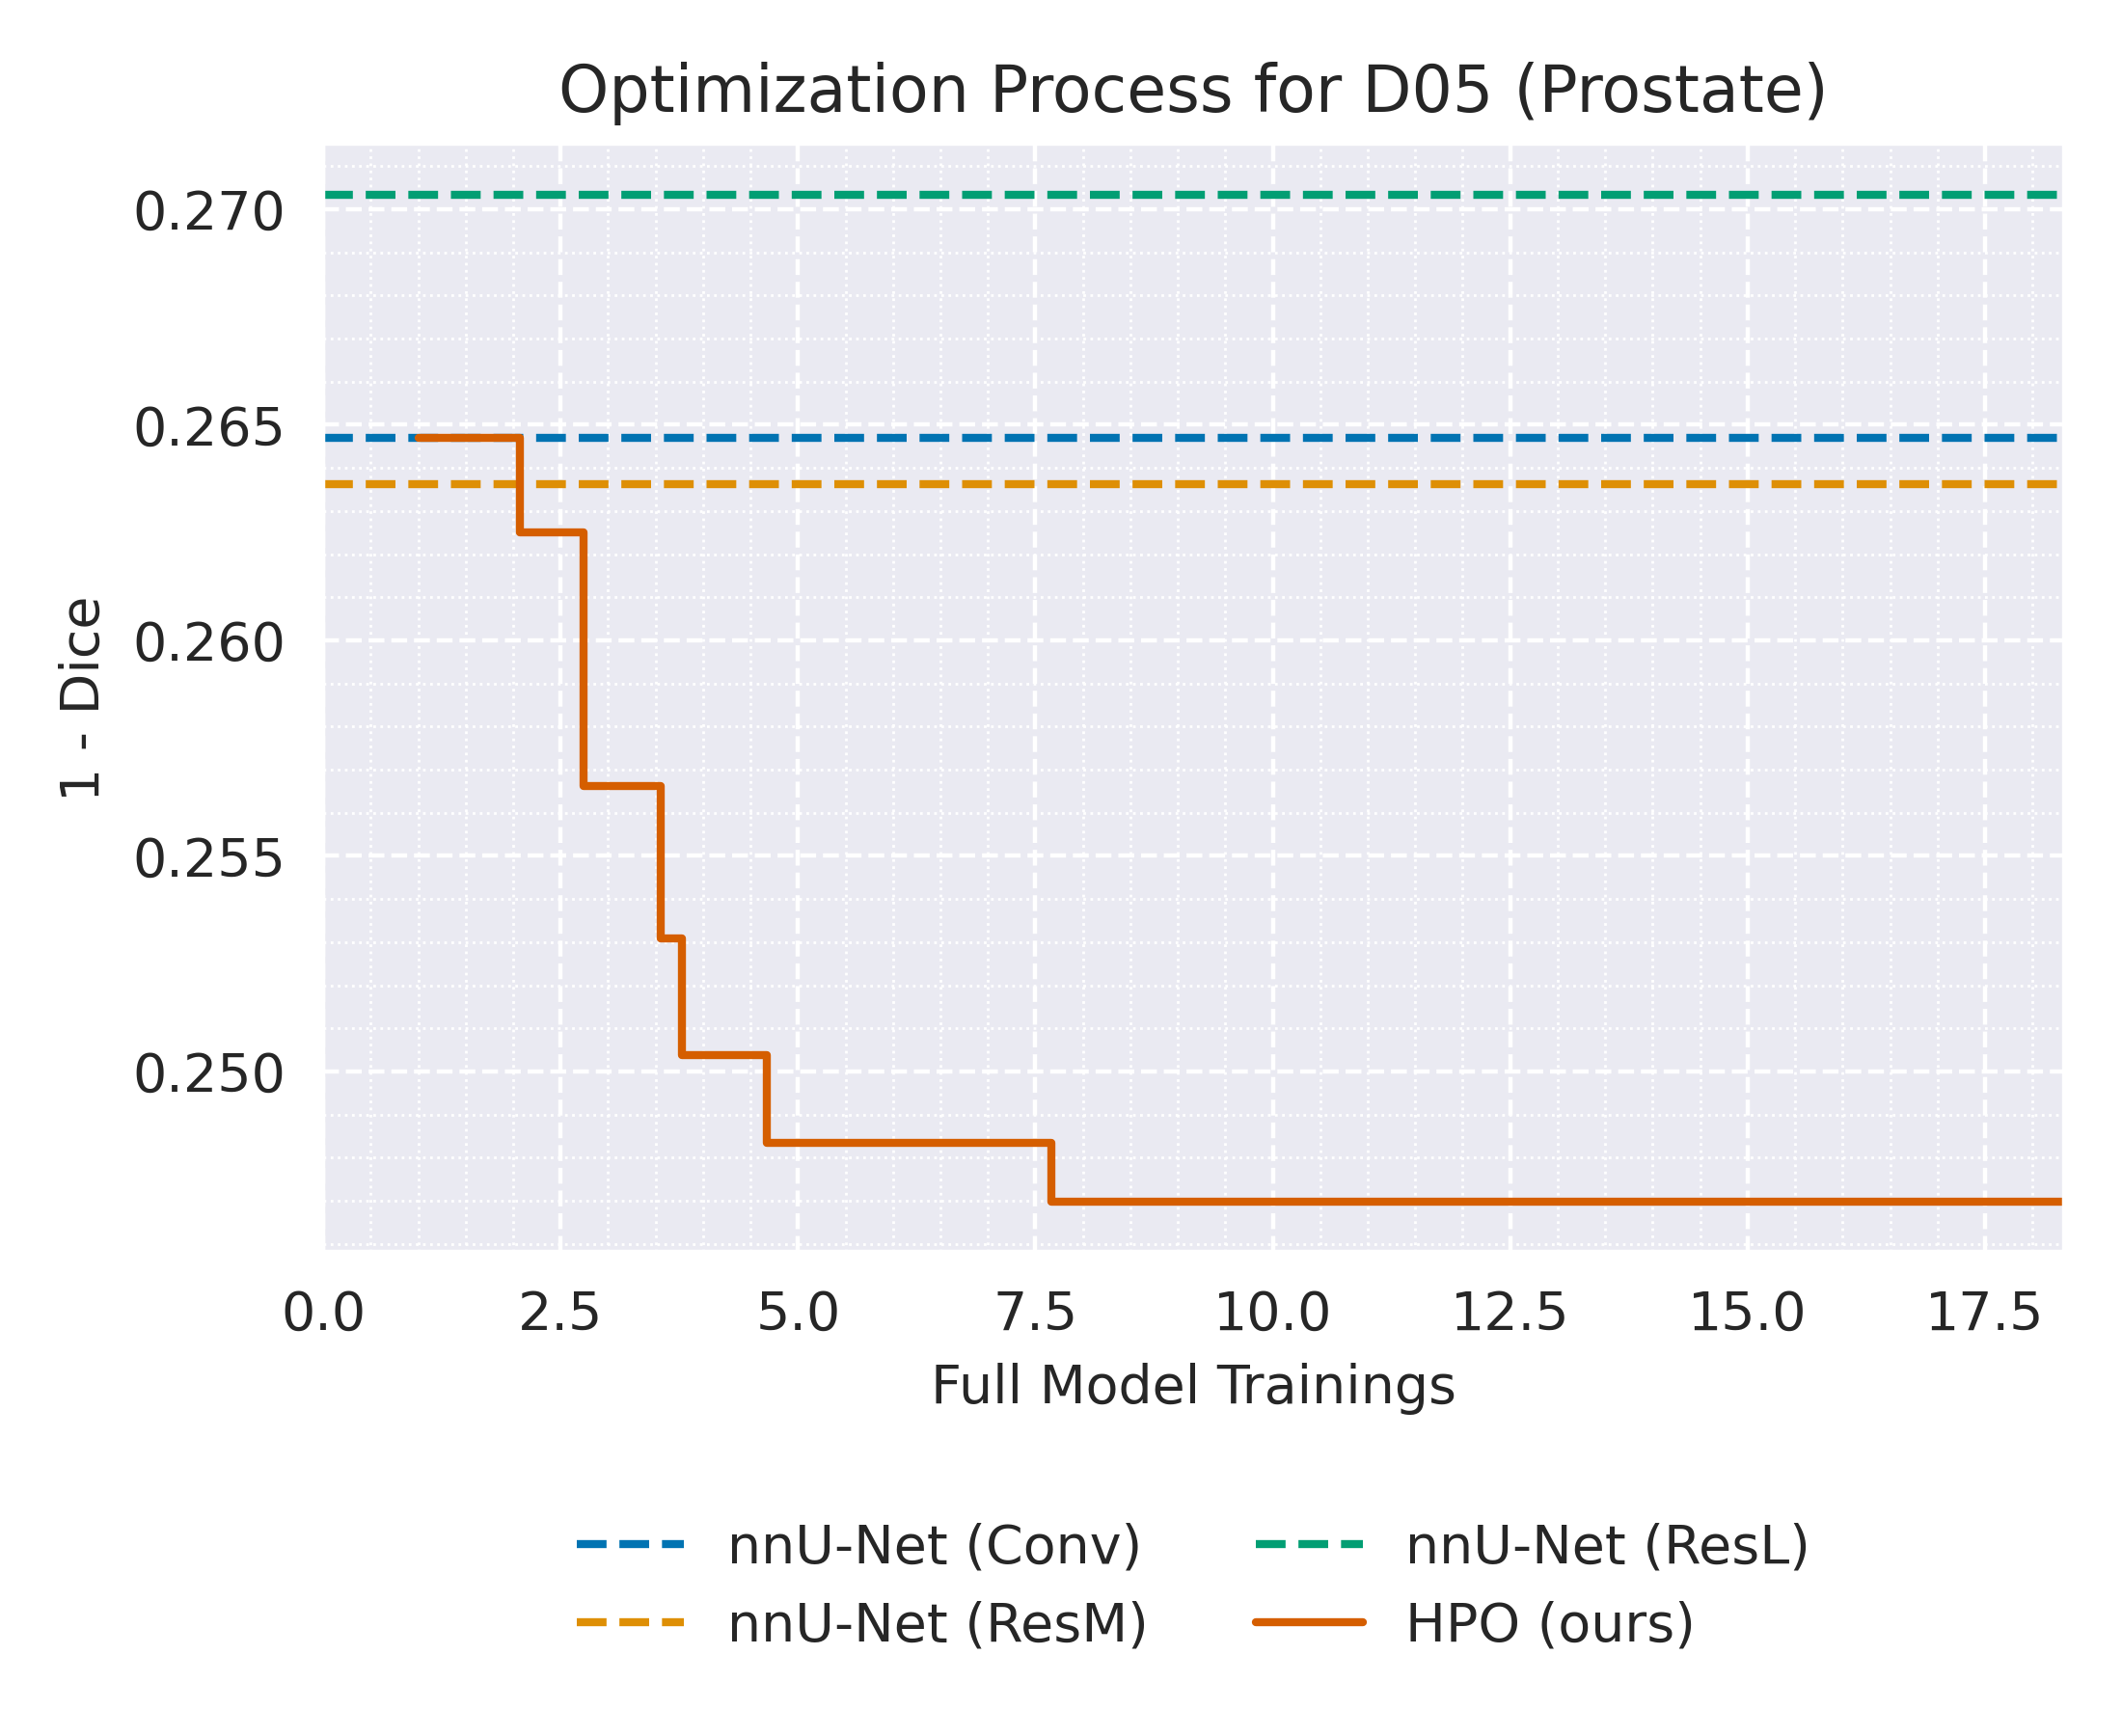 Optimization Process for D05 (Prostate)
1 - Dice
0.270
0.265
0.260
0.255
0.250
0.0 2.5 5.0 7.5 10.0 12.5 15.0 17.5
Full Model Trainings
nnU-Net (Conv)
nnU-Net (ResM)
nnU-Net (ResL)
HPO (ours)